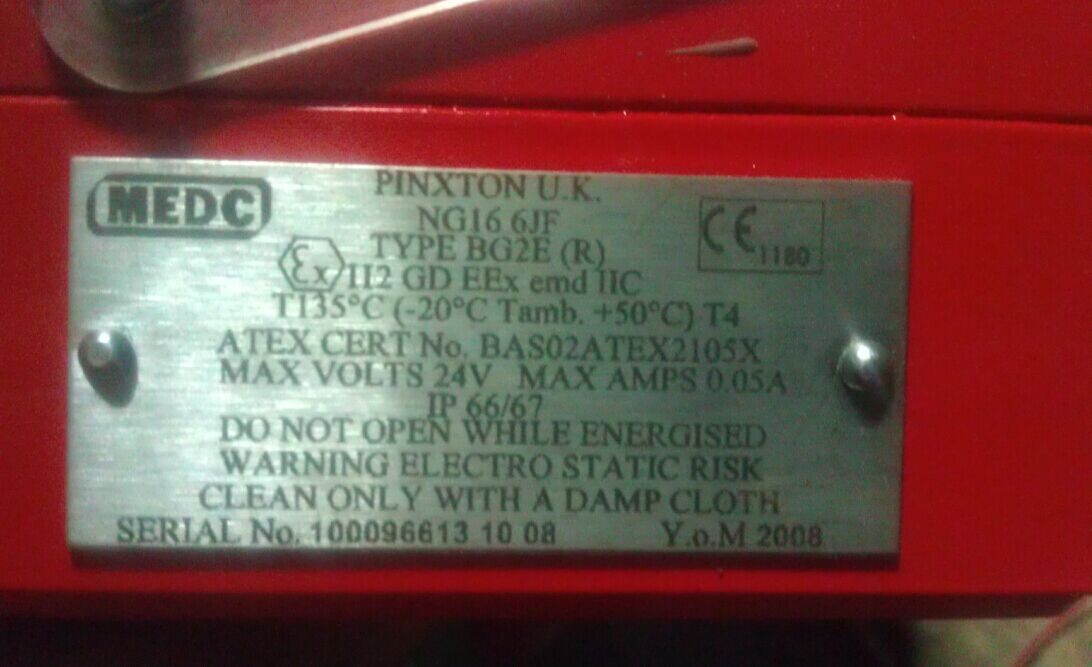 MEDC
PINXTON U.K.
NG16 6JF
TYPE BG2E (R)
CE 1180
Ex II2 GD EEx emd IIC
T135°C (-20°C Tamb. +50°C) T4
ATEX CERT No. BAS02ATEX2105X
MAX VOLTS 24V MAX AMPS 0.05A
IP 66/67
DO NOT OPEN WHILE ENERGISED
WARNING ELECTRO STATIC RISK
CLEAN ONLY WITH A DAMP CLOTH
SERIAL No. 100096613 10 08 Y.o.M 2008